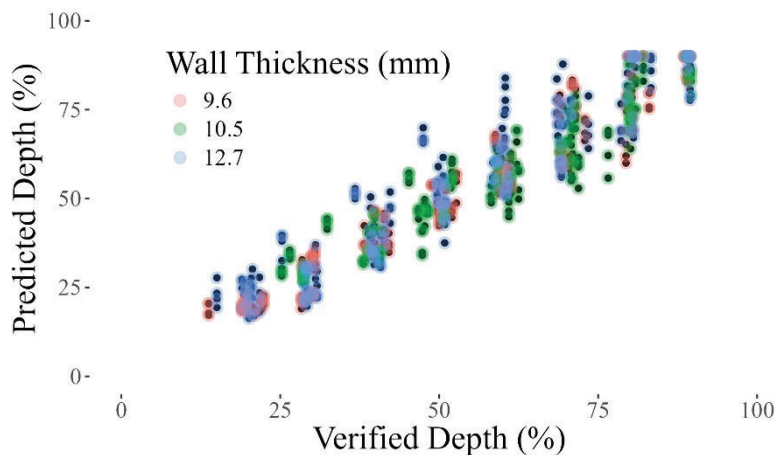 100 -
75 -
50 -
25 -
0 -
Predicted Depth (%)
Wall Thickness (mm)
9.6
10.5
12.7
0 25 50 75 100
Verified Depth (%)